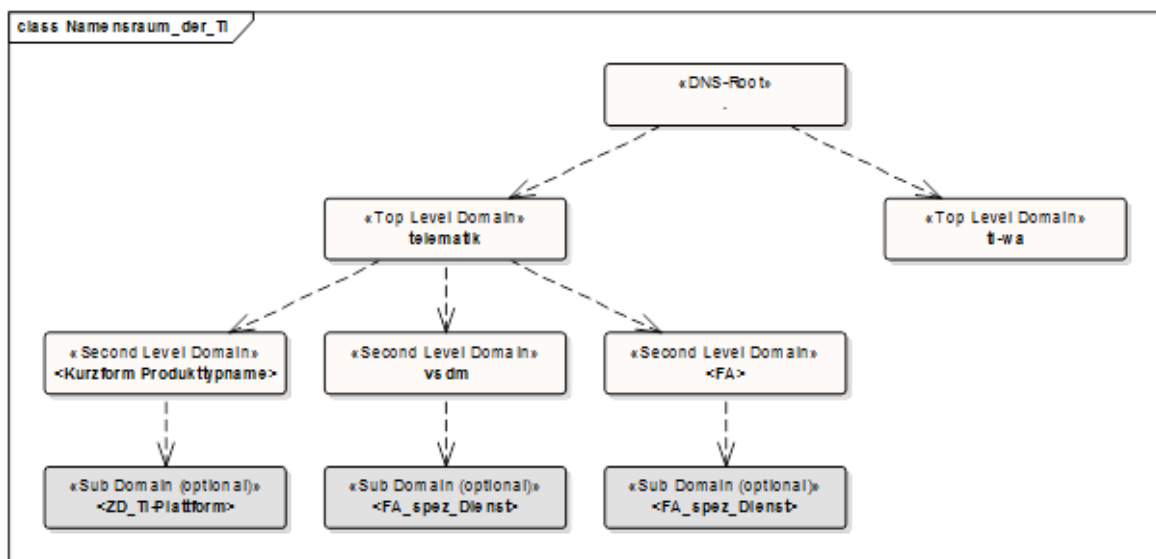 class Namensraum_der_TI
«DNS-Root»
.
«Top Level Domain»
telematik
«Top Level Domain»
ti-wa
«Second Level Domain»
<Kurzform Produkttypname>
«Second Level Domain»
vsdm
«Second Level Domain»
<FA>
«Sub Domain (optional)»
<ZD_TI-Plattform>
«Sub Domain (optional)»
<FA_spez_Dienst>
«Sub Domain (optional)»
<FA_spez_Dienst>